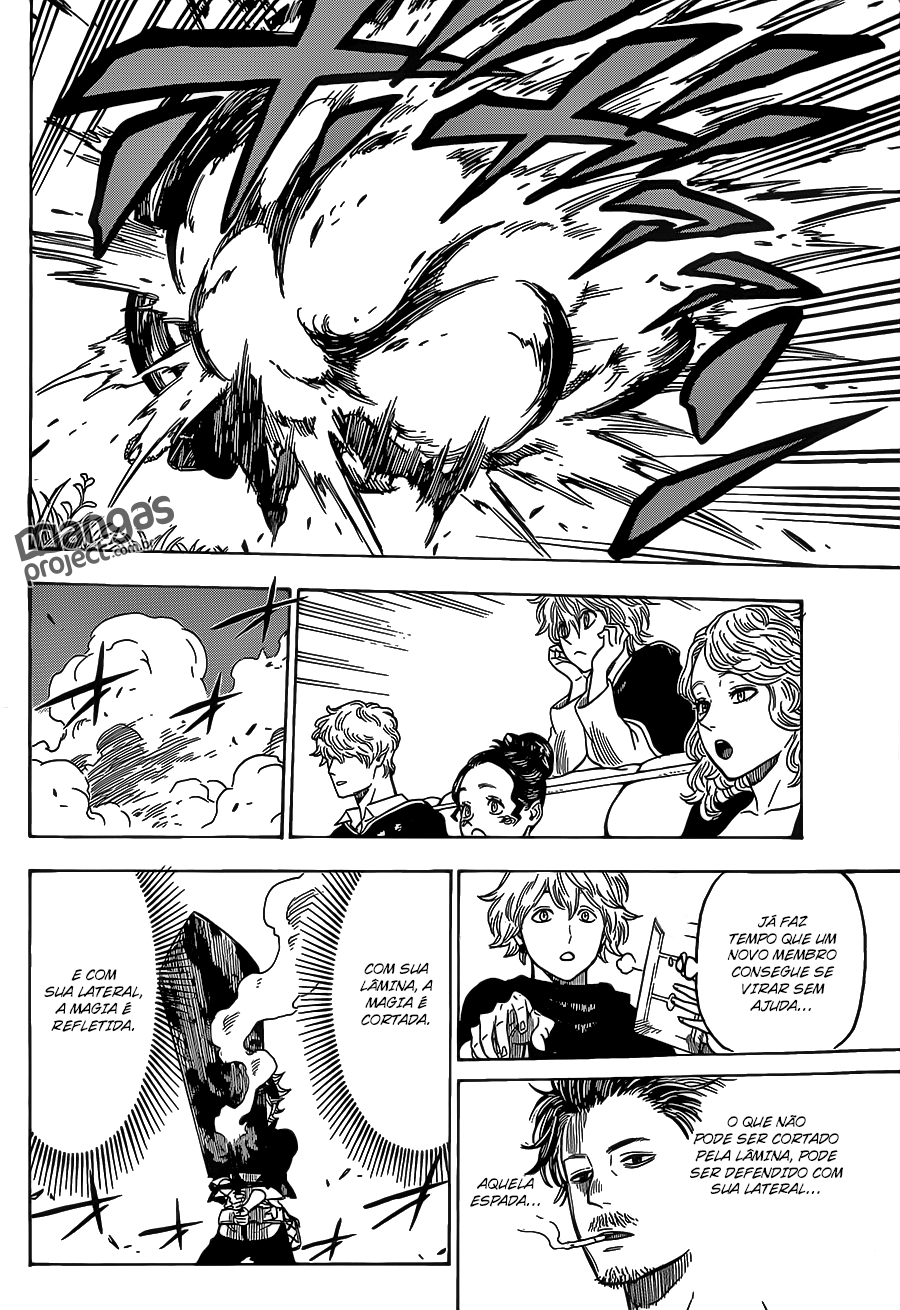 mangas
project.com.br
JÁ FAZ
TEMPO QUE UM
NOVO MEMBRO
CONSEGUE SE
VIRAR SEM
AJUDA...
O QUE NÃO
PODE SER CORTADO
PELA LÂMINA, PODE
SER DEFENDIDO COM
SUA LATERAL...
AQUELA
ESPADA...
COM SUA
LÂMINA, A
MAGIA É
CORTADA.
E COM
SUA LATERAL,
A MAGIA É
REFLETIDA.